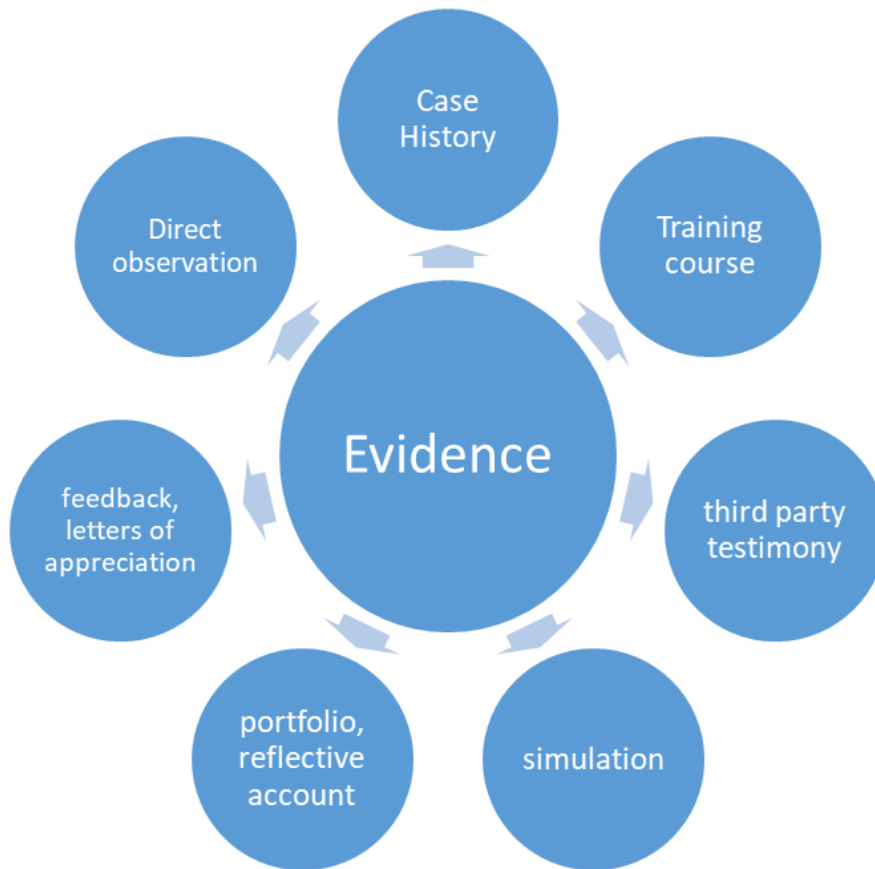 Case
History
Training
course
third party
testimony
simulation
portfolio,
reflective
account
feedback,
letters of
appreciation
Direct
observation
Evidence